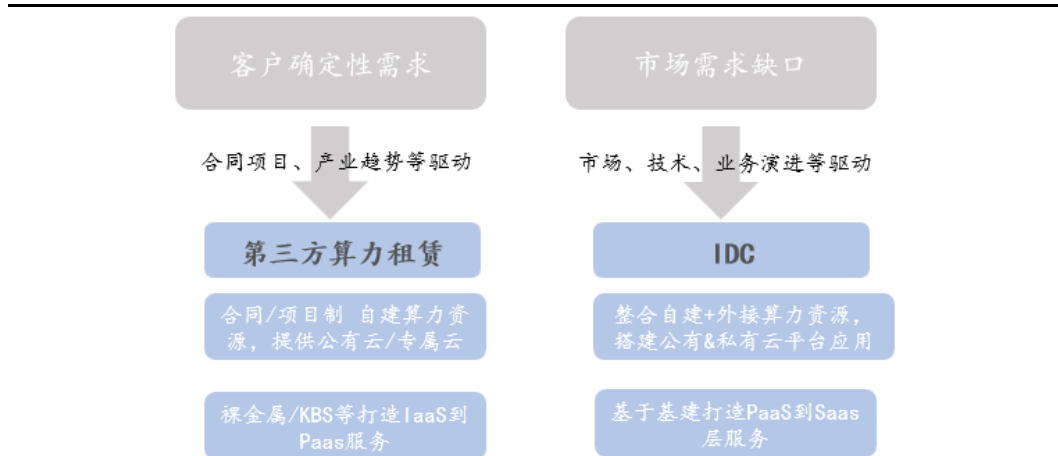 客户确定性需求
市场需求缺口
合同项目、产业趋势等驱动
市场、技术、业务演进等驱动
第三方算力租赁
IDC
合同/项目制 自建算力资
源，提供公有云/专属云
整合自建+外接算力资源，
搭建公有&私有云平台应用
裸金属/KBS等打造IaaS到
Paas服务
基于基建打造PaaS到Saas
层服务